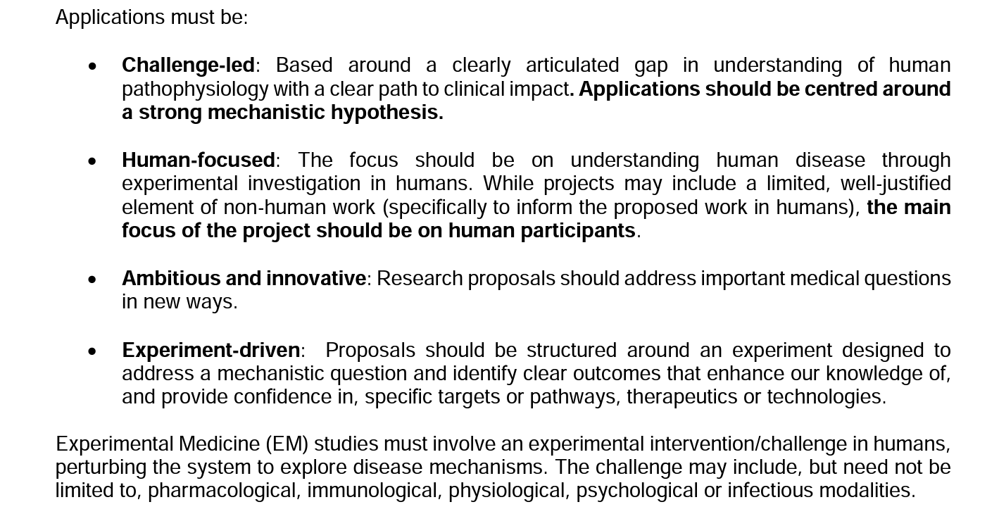 Applications must be:
• Challenge-led: Based around a clearly articulated gap in understanding of human
pathophysiology with a clear path to clinical impact. Applications should be centred around
a strong mechanistic hypothesis.
• Human-focused: The focus should be on understanding human disease through
experimental investigation in humans. While projects may include a limited, well-justified
element of non-human work (specifically to inform the proposed work in humans), the main
focus of the project should be on human participants.
• Ambitious and innovative: Research proposals should address important medical questions
in new ways.
• Experiment-driven: Proposals should be structured around an experiment designed to
address a mechanistic question and identify clear outcomes that enhance our knowledge of,
and provide confidence in, specific targets or pathways, therapeutics or technologies.
Experimental Medicine (EM) studies must involve an experimental intervention/challenge in humans,
perturbing the system to explore disease mechanisms. The challenge may include, but need not be
limited to, pharmacological, immunological, physiological, psychological or infectious modalities.